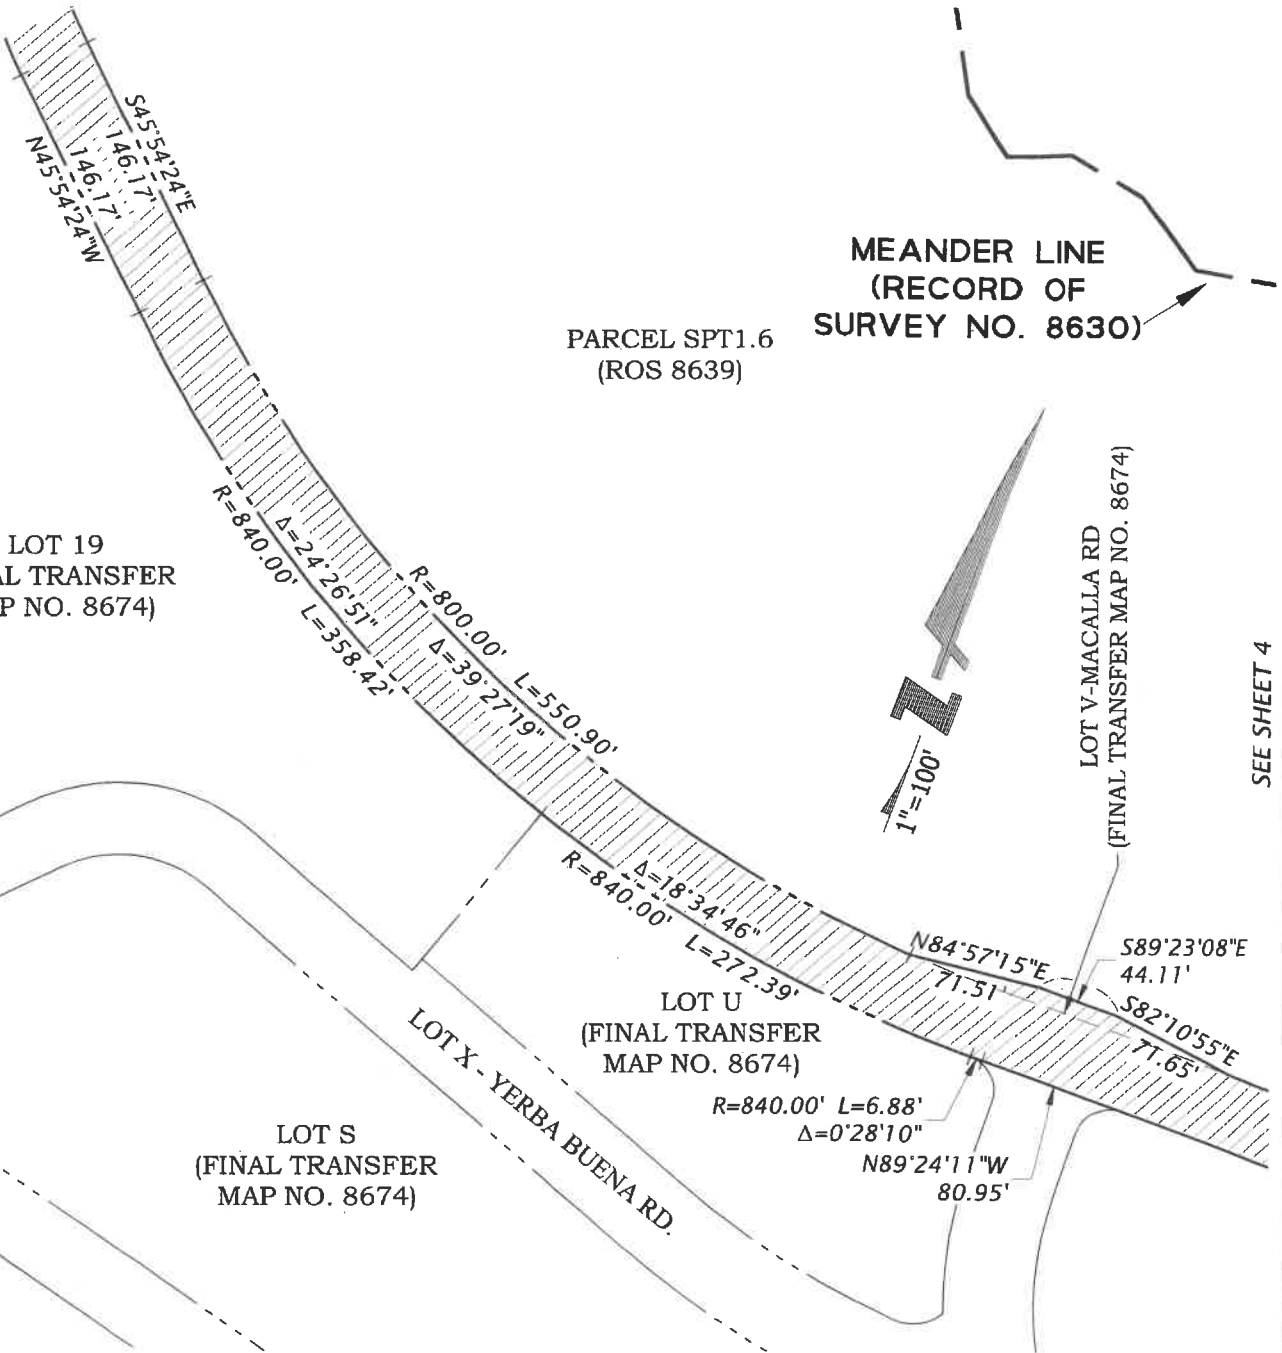 S45°54'24"E
146.17'
146.17'
N45°54'24"W
MEANDER LINE
(RECORD OF
SURVEY NO. 8630)
PARCEL SPT1.6
(ROS 8639)
LOT 19
AL TRANSFER
P NO. 8674)
Δ=24°26'51"
R=840.00' L=358.42'
R=800.00' L=550.90'
Δ=39°27'19"
Z
1"=100'
LOT V-MACALLA RD
(FINAL TRANSFER MAP NO. 8674)
SEE SHEET 4
Δ=18°34'46"
R=840.00' L=272.39'
N84°57'15"E
71.51'
S89°23'08"E
44.11'
S82°10'55"E
71.65'
LOT U
(FINAL TRANSFER
MAP NO. 8674)
R=840.00' L=6.88'
Δ=0°28'10"
N89°24'11"W
80.95'
LOT X - YERBA BUENA RD.
LOT S
(FINAL TRANSFER
MAP NO. 8674)